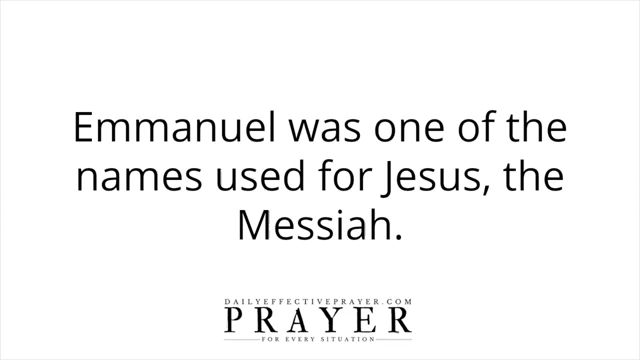 Emmanuel was one of the
names used for Jesus, the
Messiah.
DAILYEFFECTIVEPRAYER.COM
PRAYER
FOR EVERY SITUATION